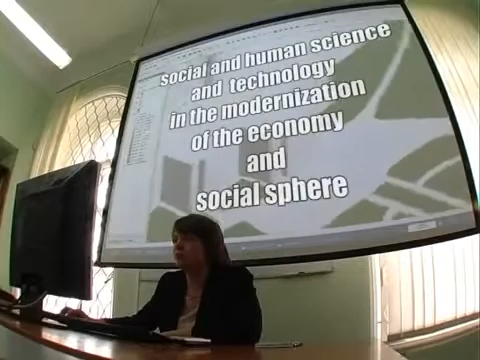 social and human science
and technology
in the modernization
of the economy
and
social sphere